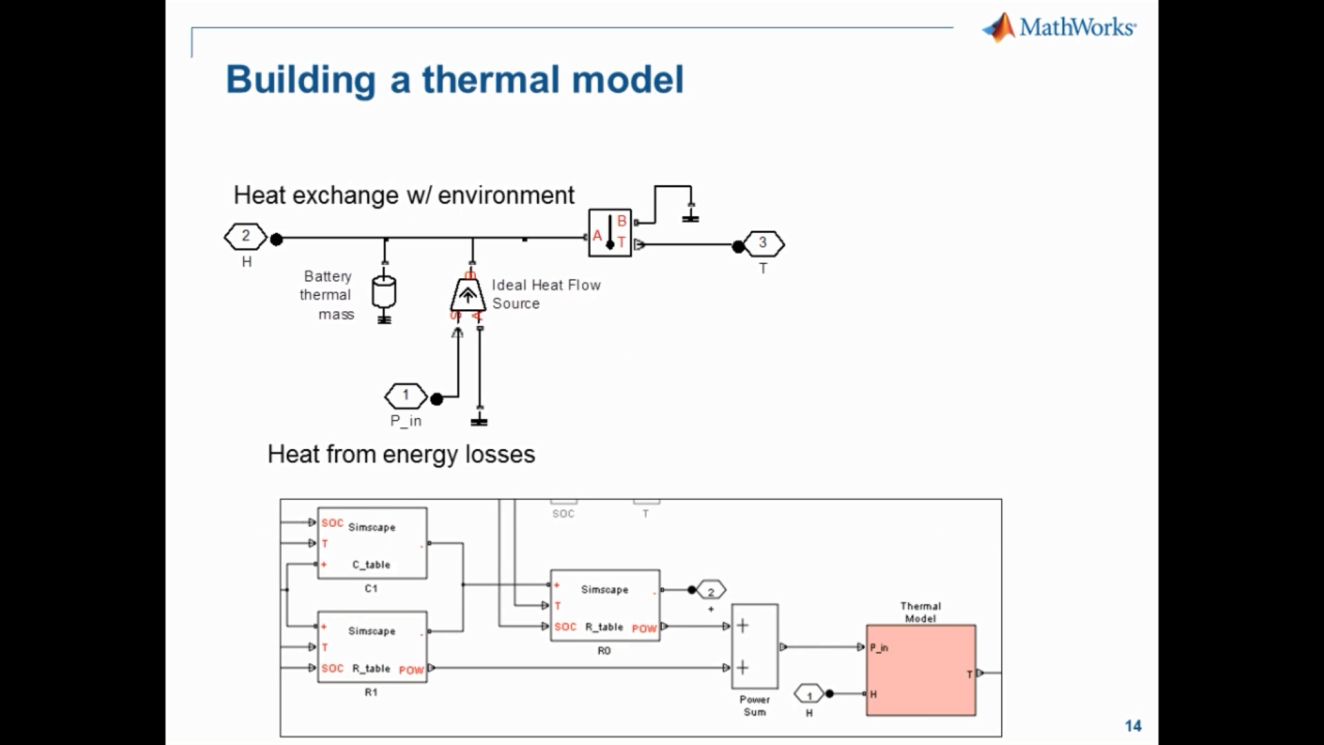 MathWorks®
Building a thermal model
Heat exchange w/ environment
2
H
Battery
thermal
mass
B
S
A
Ideal Heat Flow
Source
A
B
T
3
T
1
P_in
Heat from energy losses
SOC
T
SOC Simscape
T
+
-
C_table
C1
+
Simscape
-
T
SOC R_table POW
R1
+
Simscape
-
T
SOC R_table POW
R0
2
+
+
+
Power
Sum
1
H
Thermal
Model
P_in
T
H
14